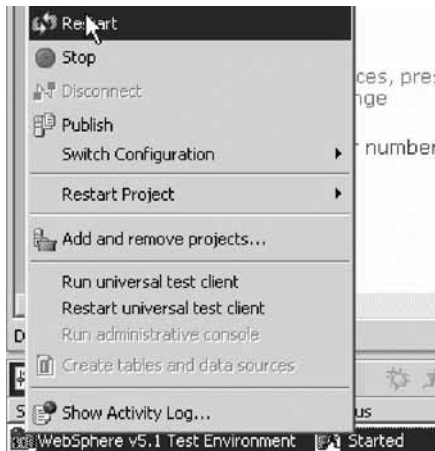 Restart
Stop
Disconnect
Publish
Switch Configuration
Restart Project
Add and remove projects...
Run universal test client
Restart universal test client
Run administrative console
Create tables and data sources
Show Activity Log...
ces, pres
nge
number
D
S
us
WebSphere v5.1 Test Environment
Started